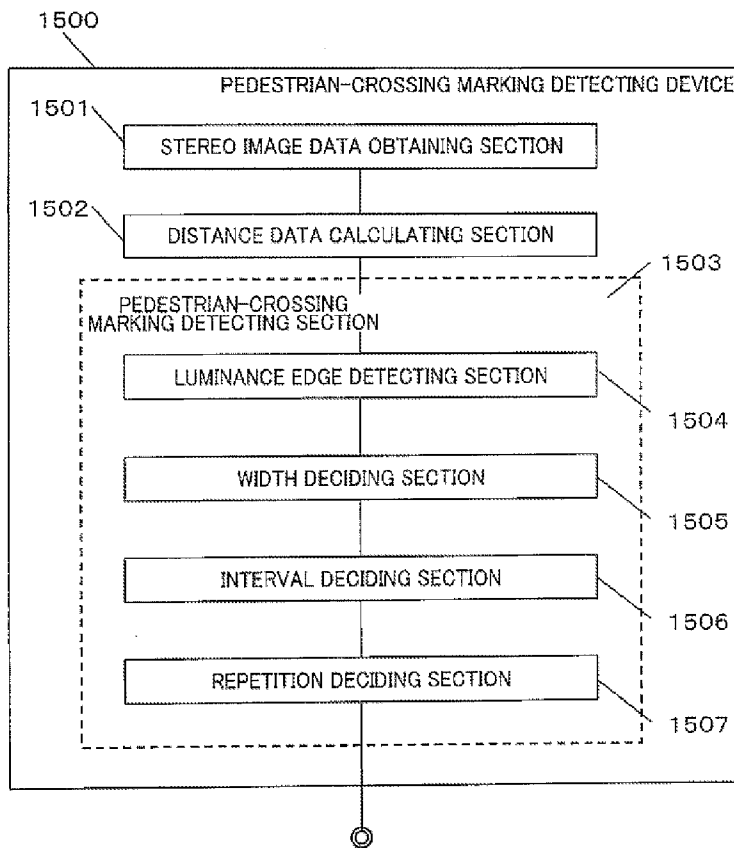 1500
PEDESTRIAN-CROSSING MARKING DETECTING DEVICE
1501
STEREO IMAGE DATA OBTAINING SECTION
1502
DISTANCE DATA CALCULATING SECTION
1503
PEDESTRIAN-CROSSING
MARKING DETECTING SECTION
LUMINANCE EDGE DETECTING SECTION
1504
WIDTH DECIDING SECTION
1505
INTERVAL DECIDING SECTION
1506
REPETITION DECIDING SECTION
1507